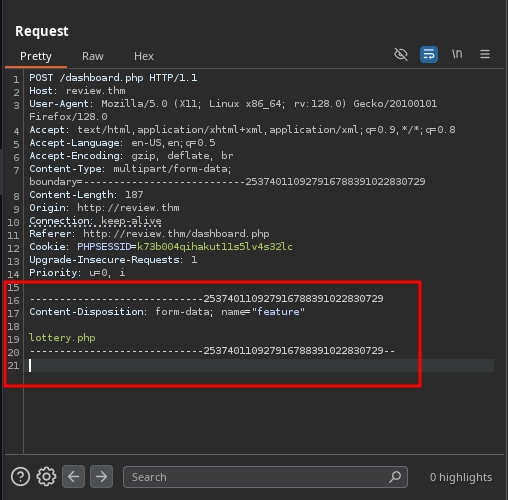 Request
Pretty Raw Hex \n
1 POST /dashboard.php HTTP/1.1
2 Host: review.thm
3 User-Agent: Mozilla/5.0 (X11; Linux x86_64; rv:128.0) Gecko/20100101
Firefox/128.0
4 Accept: text/html,application/xhtml+xml,application/xml;q=0.9,*/*;q=0.8
5 Accept-Language: en-US,en;q=0.5
6 Accept-Encoding: gzip, deflate, br
7 Content-Type: multipart/form-data;
boundary=---------------------------253740110927916788391022830729
8 Content-Length: 187
9 Origin: http://review.thm
10 Connection: keep-alive
11 Referer: http://review.thm/dashboard.php
12 Cookie: PHPSESSID=k73b004qihakut11s5lv4s32lc
13 Upgrade-Insecure-Requests: 1
14 Priority: u=0, i
15
16 -----------------------------253740110927916788391022830729
17 Content-Disposition: form-data; name="feature"
18
19 lottery.php
20 -----------------------------253740110927916788391022830729--
21
Search
0 highlights